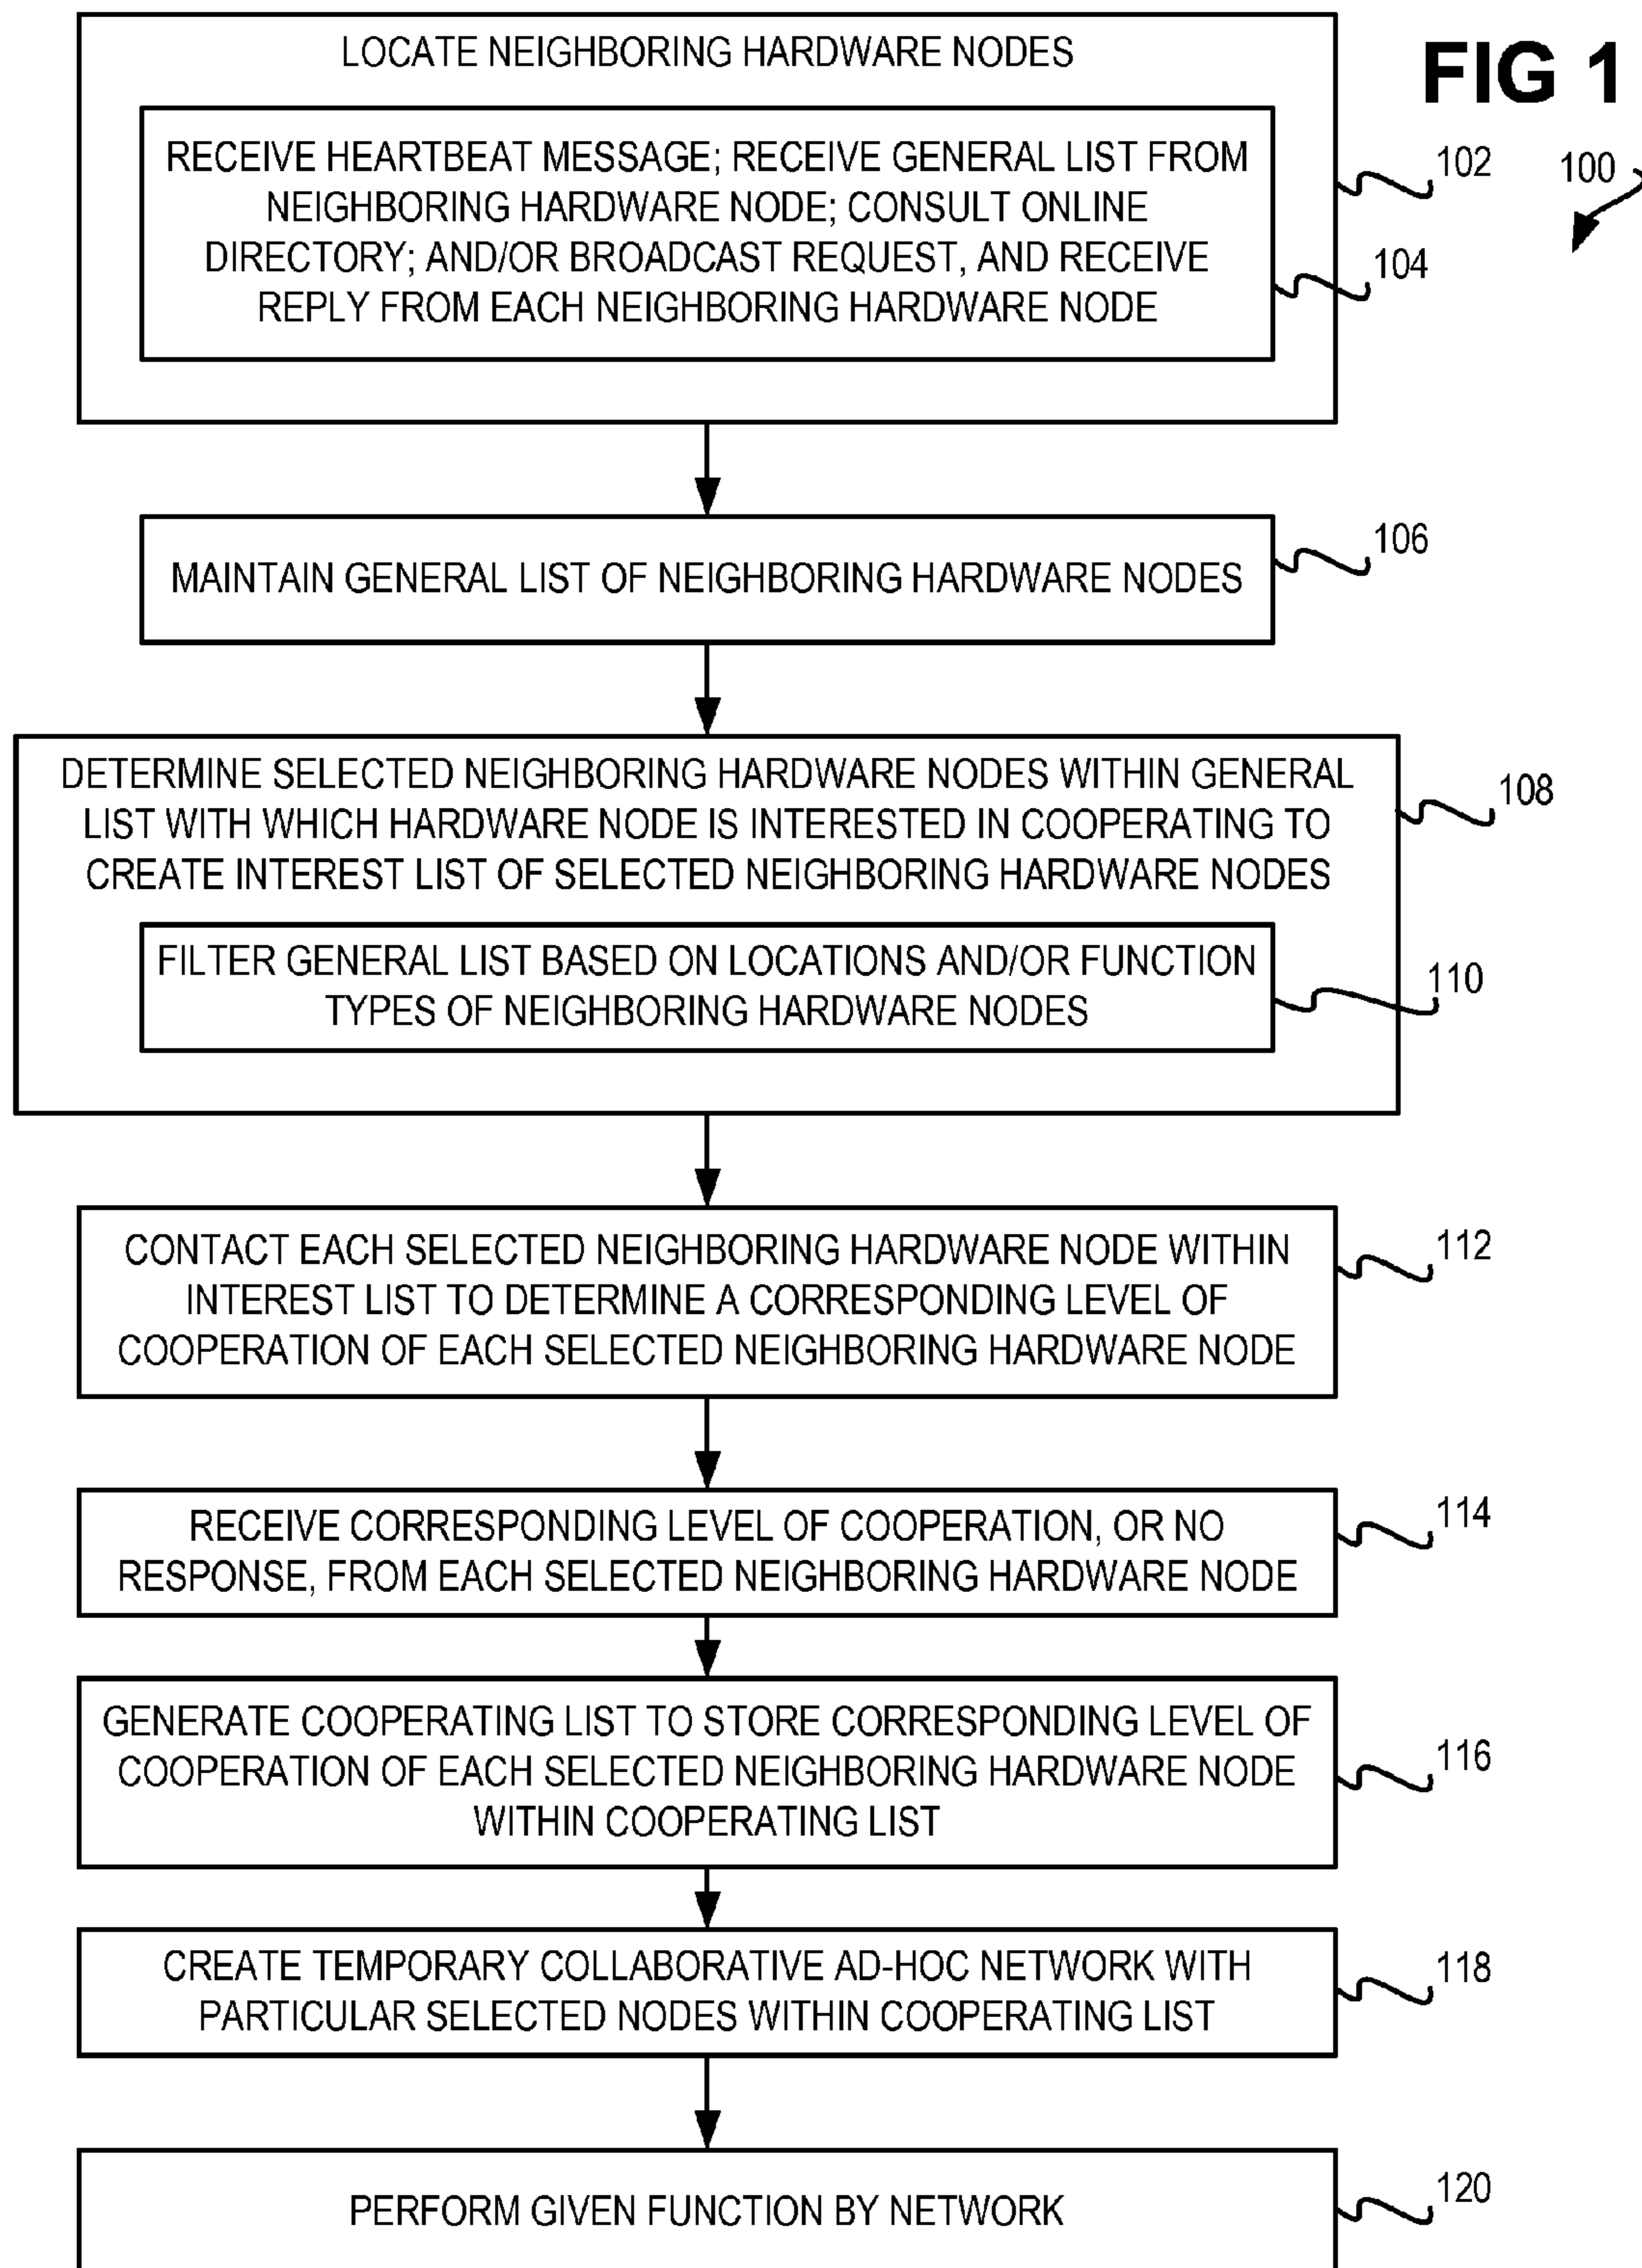 LOCATE NEIGHBORING HARDWARE NODES
FIG 1
RECEIVE HEARTBEAT MESSAGE; RECEIVE GENERAL LIST FROM
NEIGHBORING HARDWARE NODE; CONSULT ONLINE
DIRECTORY; AND/OR BROADCAST REQUEST, AND RECEIVE
REPLY FROM EACH NEIGHBORING HARDWARE NODE
102
100
104
MAINTAIN GENERAL LIST OF NEIGHBORING HARDWARE NODES
106
DETERMINE SELECTED NEIGHBORING HARDWARE NODES WITHIN GENERAL
LIST WITH WHICH HARDWARE NODE IS INTERESTED IN COOPERATING TO
CREATE INTEREST LIST OF SELECTED NEIGHBORING HARDWARE NODES
108
FILTER GENERAL LIST BASED ON LOCATIONS AND/OR FUNCTION
TYPES OF NEIGHBORING HARDWARE NODES
110
CONTACT EACH SELECTED NEIGHBORING HARDWARE NODE WITHIN
INTEREST LIST TO DETERMINE A CORRESPONDING LEVEL OF
COOPERATION OF EACH SELECTED NEIGHBORING HARDWARE NODE
112
RECEIVE CORRESPONDING LEVEL OF COOPERATION, OR NO
RESPONSE, FROM EACH SELECTED NEIGHBORING HARDWARE NODE
114
GENERATE COOPERATING LIST TO STORE CORRESPONDING LEVEL OF
COOPERATION OF EACH SELECTED NEIGHBORING HARDWARE NODE
WITHIN COOPERATING LIST
116
CREATE TEMPORARY COLLABORATIVE AD-HOC NETWORK WITH
PARTICULAR SELECTED NODES WITHIN COOPERATING LIST
118
PERFORM GIVEN FUNCTION BY NETWORK
120